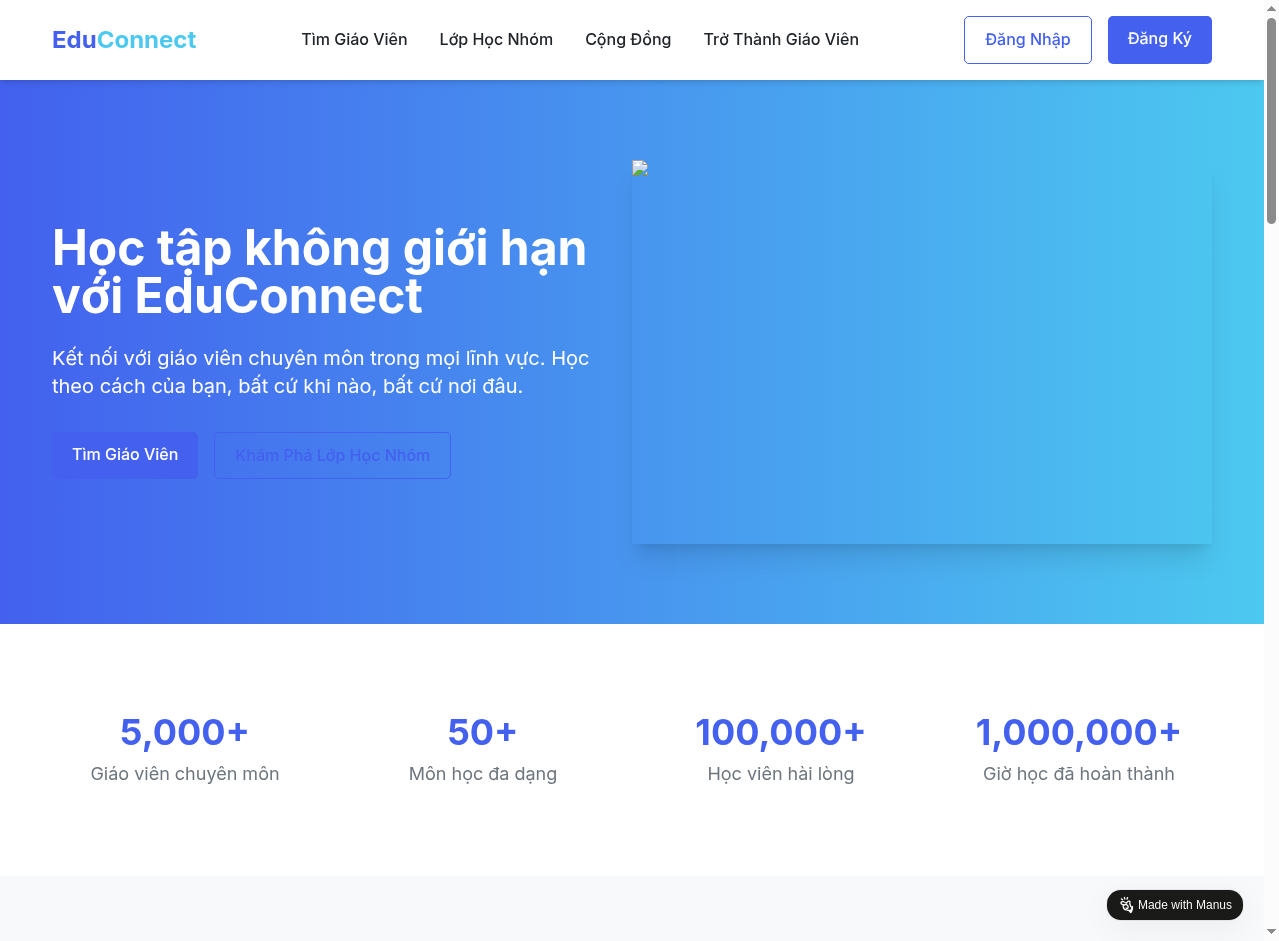 EduConnect
Tìm Giáo Viên
Lớp Học Nhóm
Cộng Đồng
Trở Thành Giáo Viên
Đăng Nhập
Đăng Ký
Học tập không giới hạn
với EduConnect
Kết nối với giáo viên chuyên môn trong mọi lĩnh vực. Học
theo cách của bạn, bất cứ khi nào, bất cứ nơi đâu.
Tìm Giáo Viên
Khám Phá Lớp Học Nhóm
5,000+
Giáo viên chuyên môn
50+
Môn học đa dạng
100,000+
Học viên hài lòng
1,000,000+
Giờ học đã hoàn thành
Made with Manus